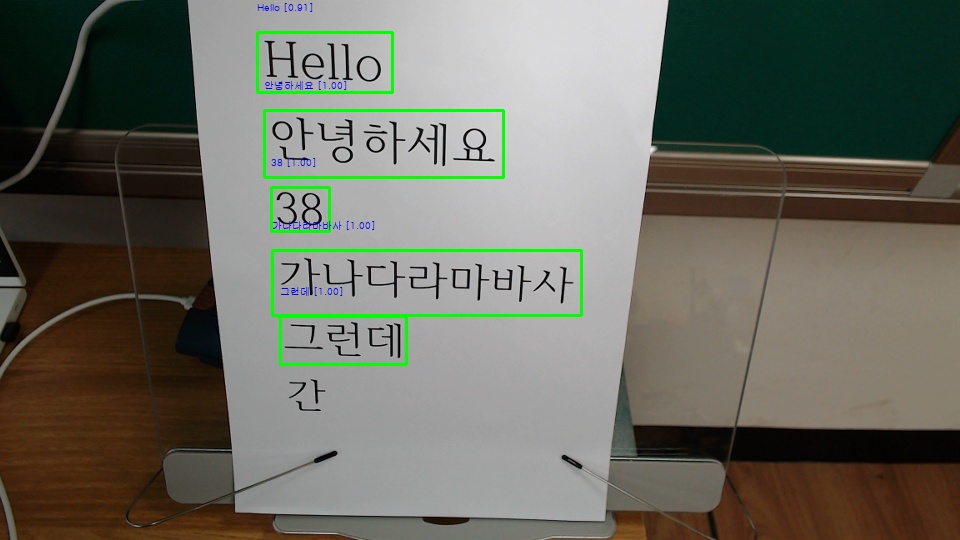 Hello [0.91]
Hello
안녕하세요 [1.00]
안녕하세요
38 [1.00]
38
가나다라마바사 [1.00]
가나다라마바사
그런데 [1.00]
그런데
간